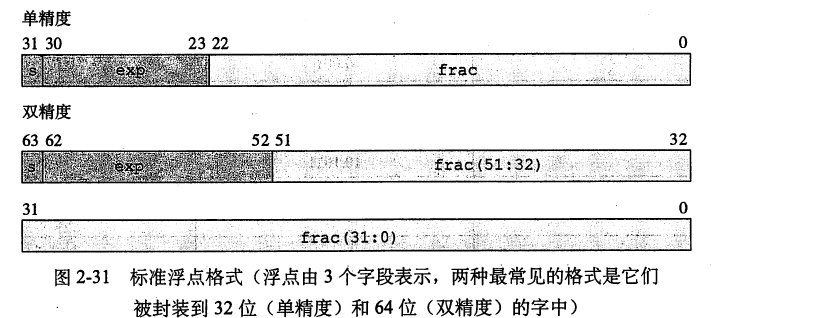 单精度
31 30 23 22 0
s exp frac
双精度
63 62 52 51 32
s exp frac(51:32)
31 0
frac(31:0)
图 2-31 标准浮点格式（浮点由 3 个字段表示，两种最常见的格式是它们
被封装到 32 位（单精度）和 64 位（双精度）的字中）